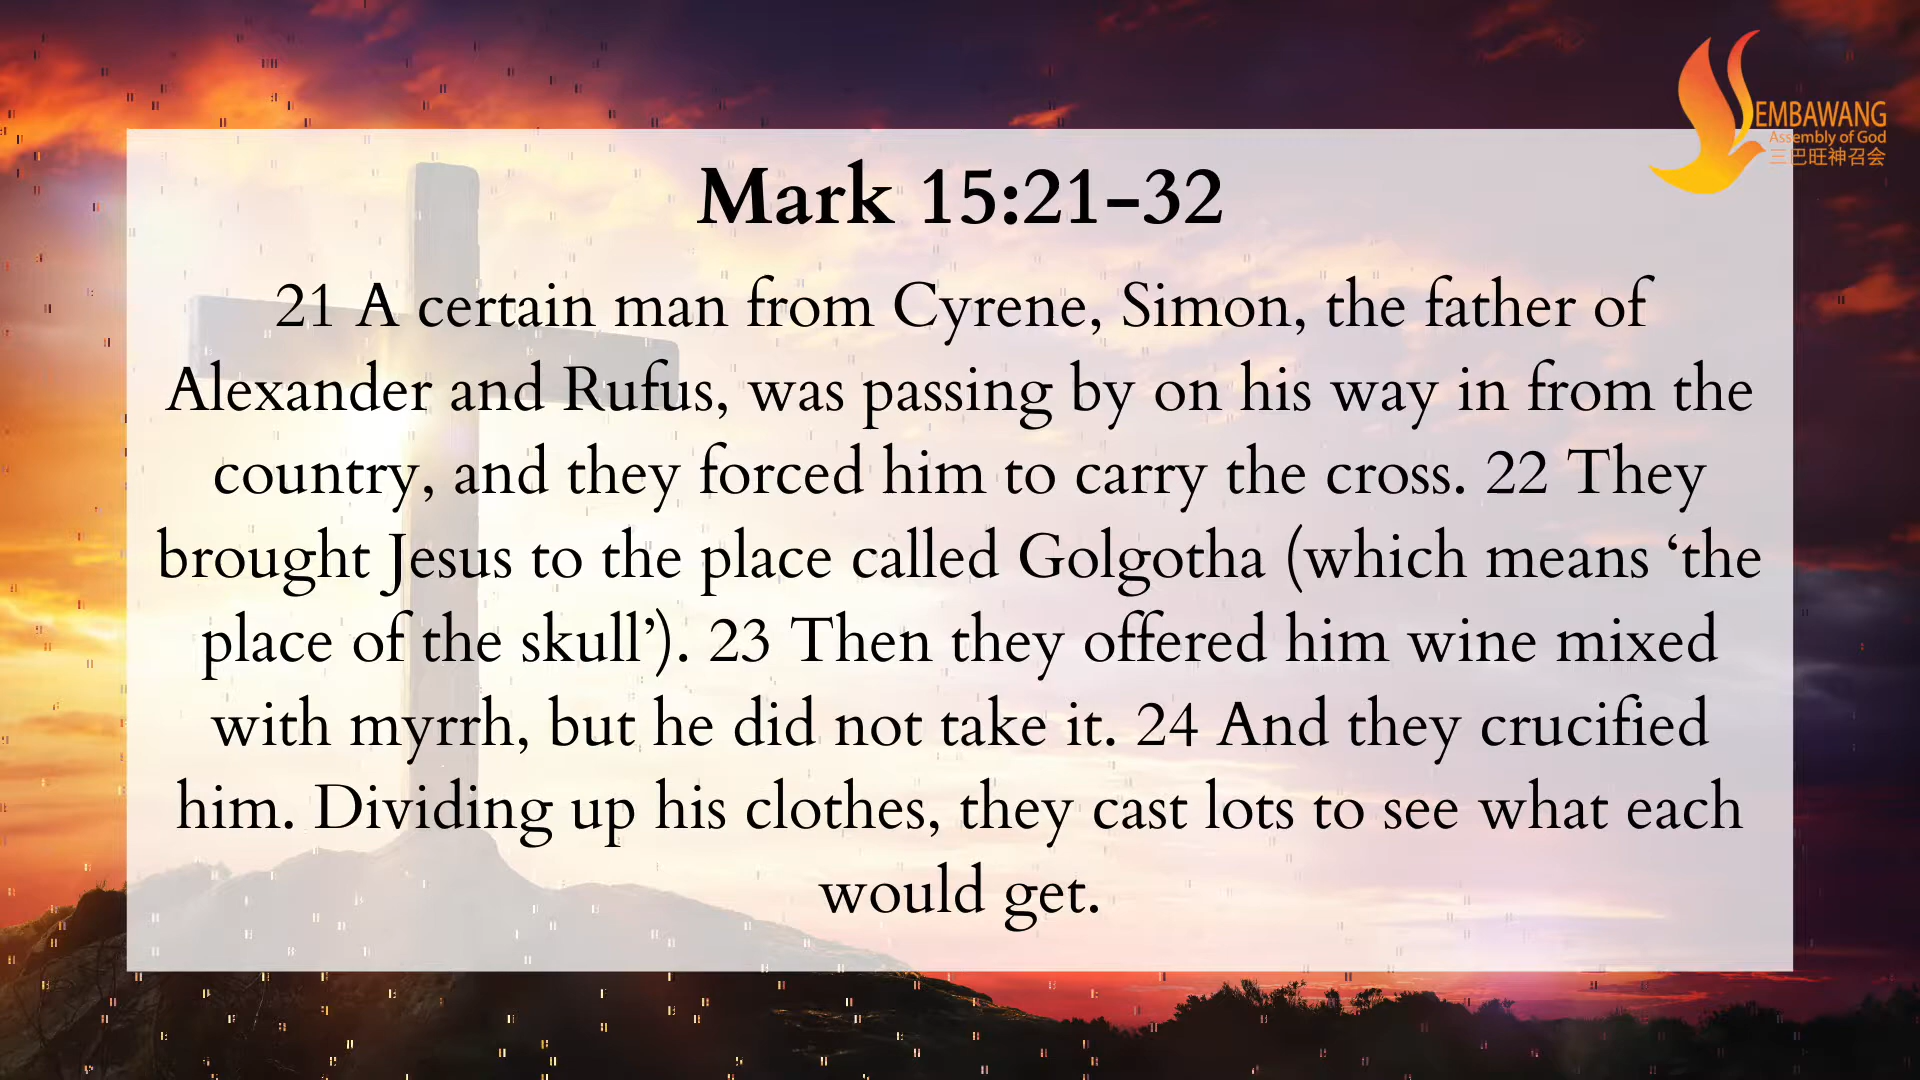 EMBAWANG
Assembly of God
三巴旺神召会
Mark 15:21-32
21 A certain man from Cyrene, Simon, the father of
Alexander and Rufus, was passing by on his way in from the
country, and they forced him to carry the cross. 22 They
brought Jesus to the place called Golgotha (which means ‘the
place of the skull’). 23 Then they offered him wine mixed
with myrrh, but he did not take it. 24 And they crucified
him. Dividing up his clothes, they cast lots to see what each
would get.